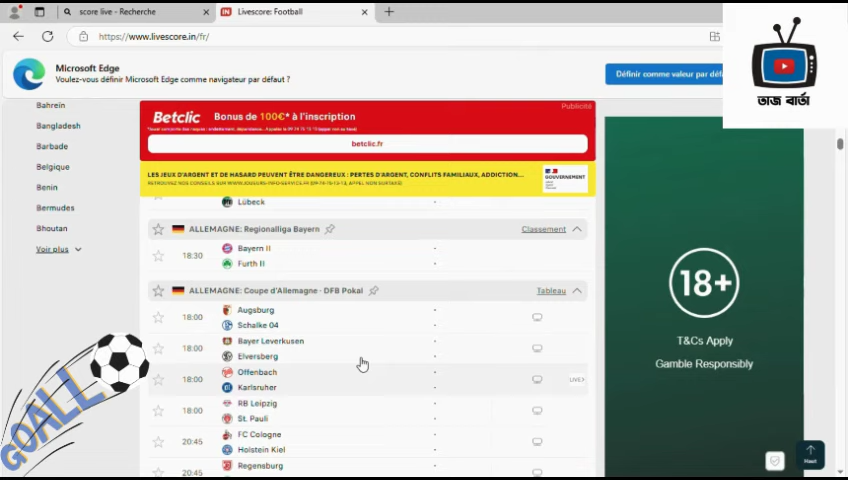 score live - Recherche
Livescore: Football
https://www.livescore.in/fr/
Microsoft Edge
Voulez-vous définir Microsoft Edge comme navigateur par défaut ?
Définir comme valeur par défa
তাজ বার্তা
Bahreïn
Bangladesh
Barbade
Belgique
Benin
Bermudes
Bhoutan
Voir plus
Publicité
Betclic Bonus de 100€* à l'inscription
betclic.fr
LES JEUX D'ARGENT ET DE HASARD PEUVENT ÊTRE DANGEREUX : PERTES D'ARGENT, CONFLITS FAMILIAUX, ADDICTION...
GOUVERNEMENT
Lübeck
ALLEMAGNE: Regionalliga Bayern Classement
18:30 Bayern II -
Furth II -
ALLEMAGNE: Coupe d'Allemagne - DFB Pokal Tableau
18:00 Augsburg -
Schalke 04 -
18:00 Bayer Leverkusen -
Elversberg -
18:00 Offenbach -
Karlsruher -
LIVE
18:00 RB Leipzig -
St. Pauli -
20:45 FC Cologne -
Holstein Kiel -
20:45 Regensburg -
18+
T&Cs Apply
Gamble Responsibly
Haut
GOALL